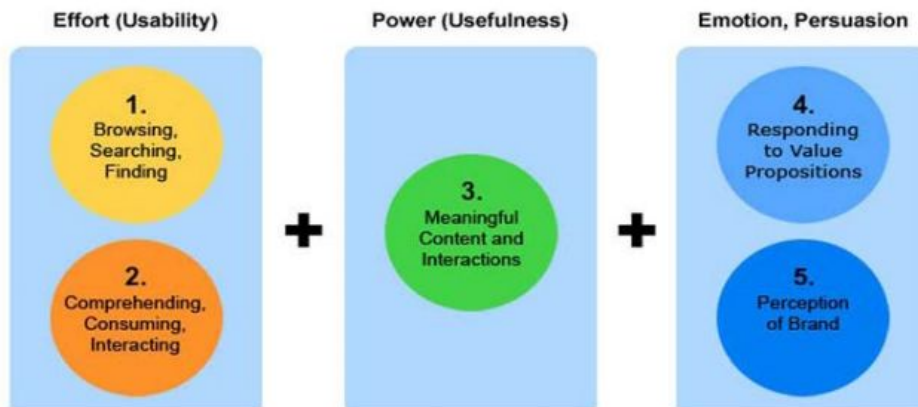 Effort (Usability)
1.
Browsing,
Searching,
Finding
2.
Comprehending,
Consuming,
Interacting
Power (Usefulness)
3.
Meaningful
Content and
Interactions
Emotion, Persuasion
4.
Responding
to Value
Propositions
5.
Perception
of Brand